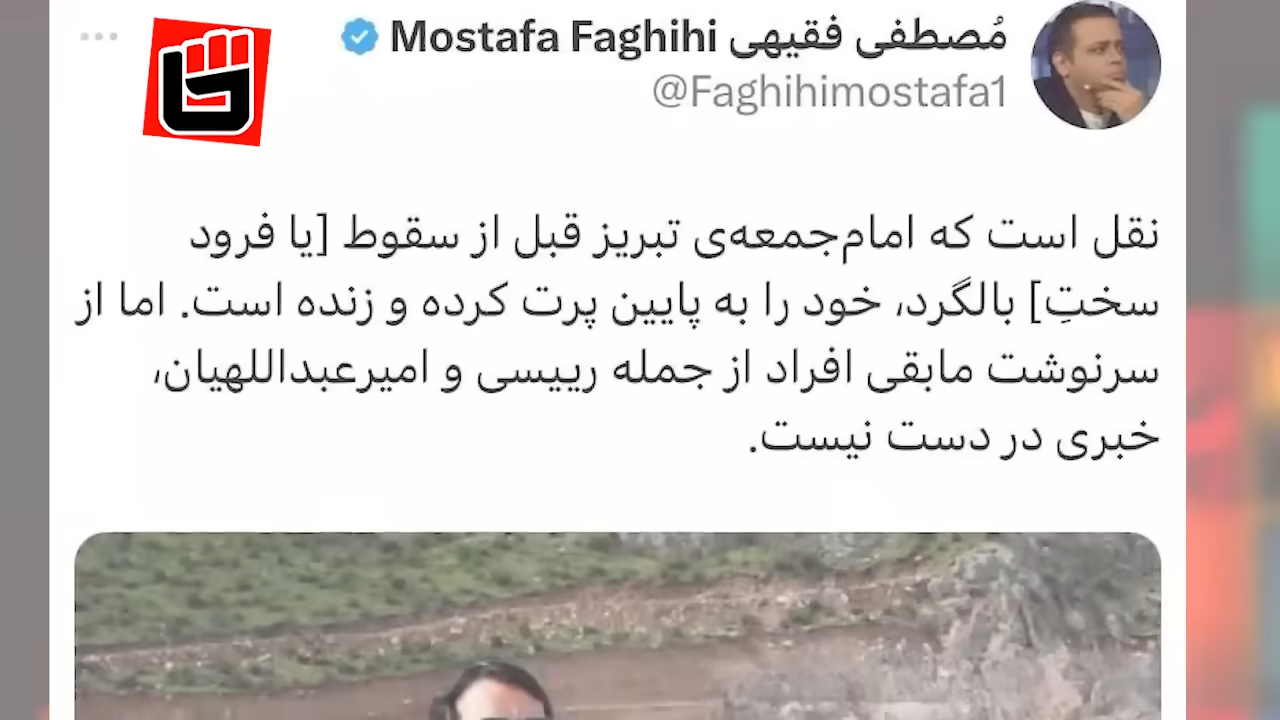 مُصطفی فقیهی Mostafa Faghihi
@Faghihimostafa1
نقل است که امام‌جمعه‌ی تبریز قبل از سقوط [یا فرود
سختِ] بالگرد، خود را به پایین پرت کرده و زنده است. اما از
سرنوشت مابقی افراد از جمله رییسی و امیرعبداللهیان،
خبری در دست نیست.